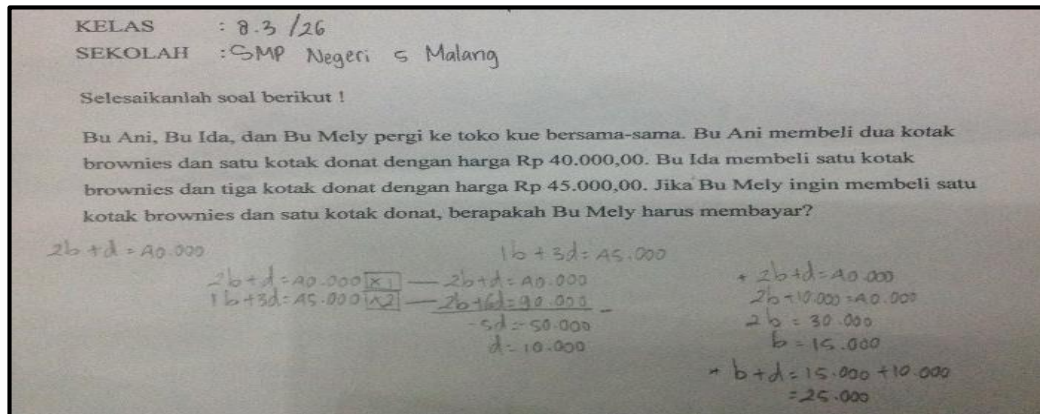 KELAS : 8.3 /26
SEKOLAH : SMP Negeri 5 Malang
Selesaikanlah soal berikut !
Bu Ani, Bu Ida, dan Bu Mely pergi ke toko kue bersama-sama. Bu Ani membeli dua kotak
brownies dan satu kotak donat dengan harga Rp 40.000,00. Bu Ida membeli satu kotak
brownies dan tiga kotak donat dengan harga Rp 45.000,00. Jika Bu Mely ingin membeli satu
kotak brownies dan satu kotak donat, berapakah Bu Mely harus membayar?
2b + d = 40.000
1b + 3d = 45.000
2b + d = 40.000 x1 — 2b + d = 40.000
1b + 3d = 45.000 x2 — 2b + 6d = 90.000 -
-5d = -50.000
d = 10.000
+ 2b + d = 40.000
2b + 10.000 = 40.000
2b = 30.000
b = 15.000
→ b + d = 15.000 + 10.000
= 25.000